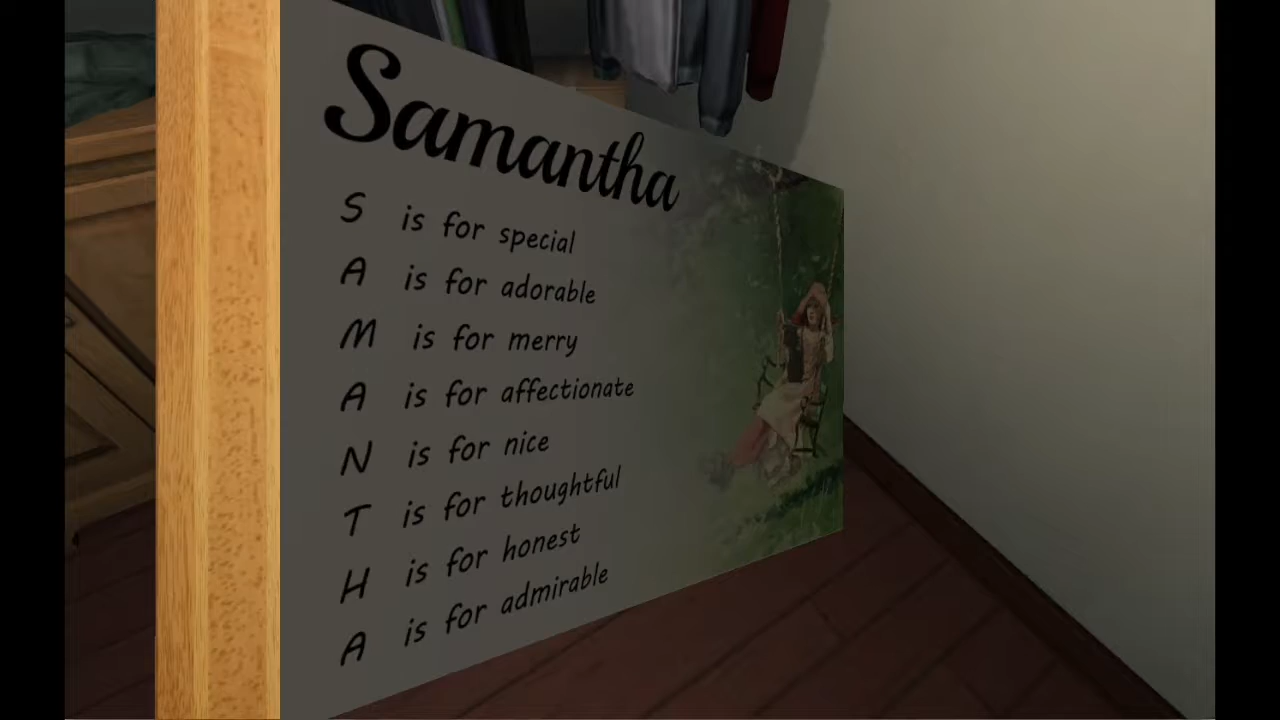 Samantha
S is for special
A is for adorable
M is for merry
A is for affectionate
N is for nice
T is for thoughtful
H is for honest
A is for admirable